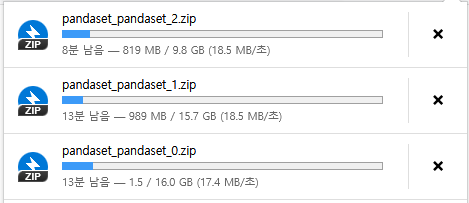 pandaset_pandaset_2.zip
8분 남음 — 819 MB / 9.8 GB (18.5 MB/초)
ZIP
pandaset_pandaset_1.zip
13분 남음 — 989 MB / 15.7 GB (18.5 MB/초)
ZIP
pandaset_pandaset_0.zip
13분 남음 — 1.5 / 16.0 GB (17.4 MB/초)
ZIP